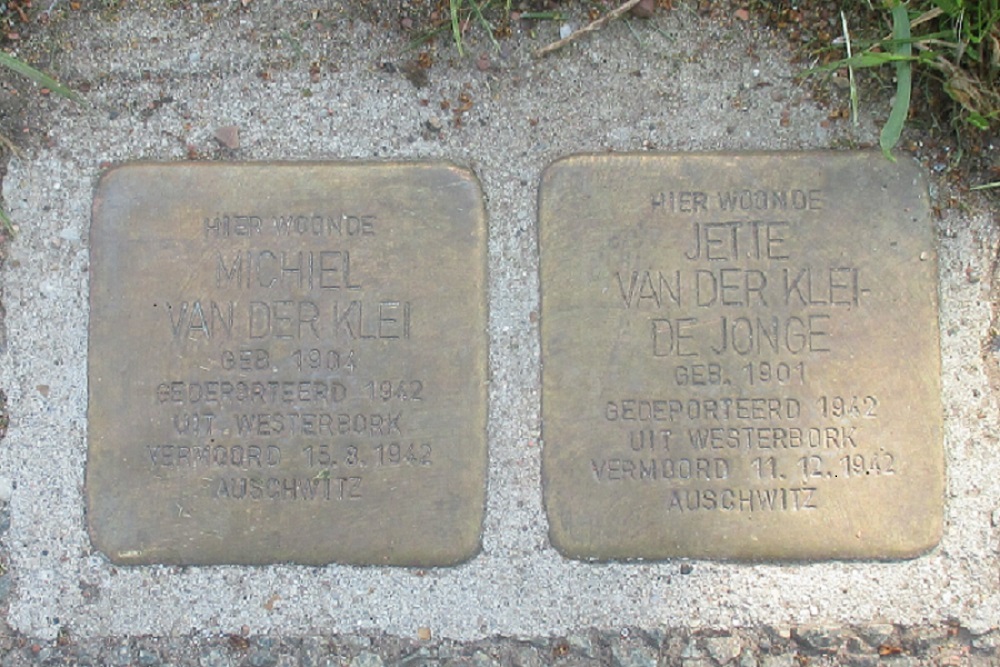 HIER WOONDE
MICHIEL
VAN DER KLEI
GEB. 1904
GEDEPORTEERD 1942
UIT WESTERBORK
VERMOORD 15.8.1942
AUSCHWITZ
HIER WOONDE
JETJE
VAN DER KLEI-
DE JONGE
GEB. 1901
GEDEPORTEERD 1942
UIT WESTERBORK
VERMOORD 11.12.1942
AUSCHWITZ